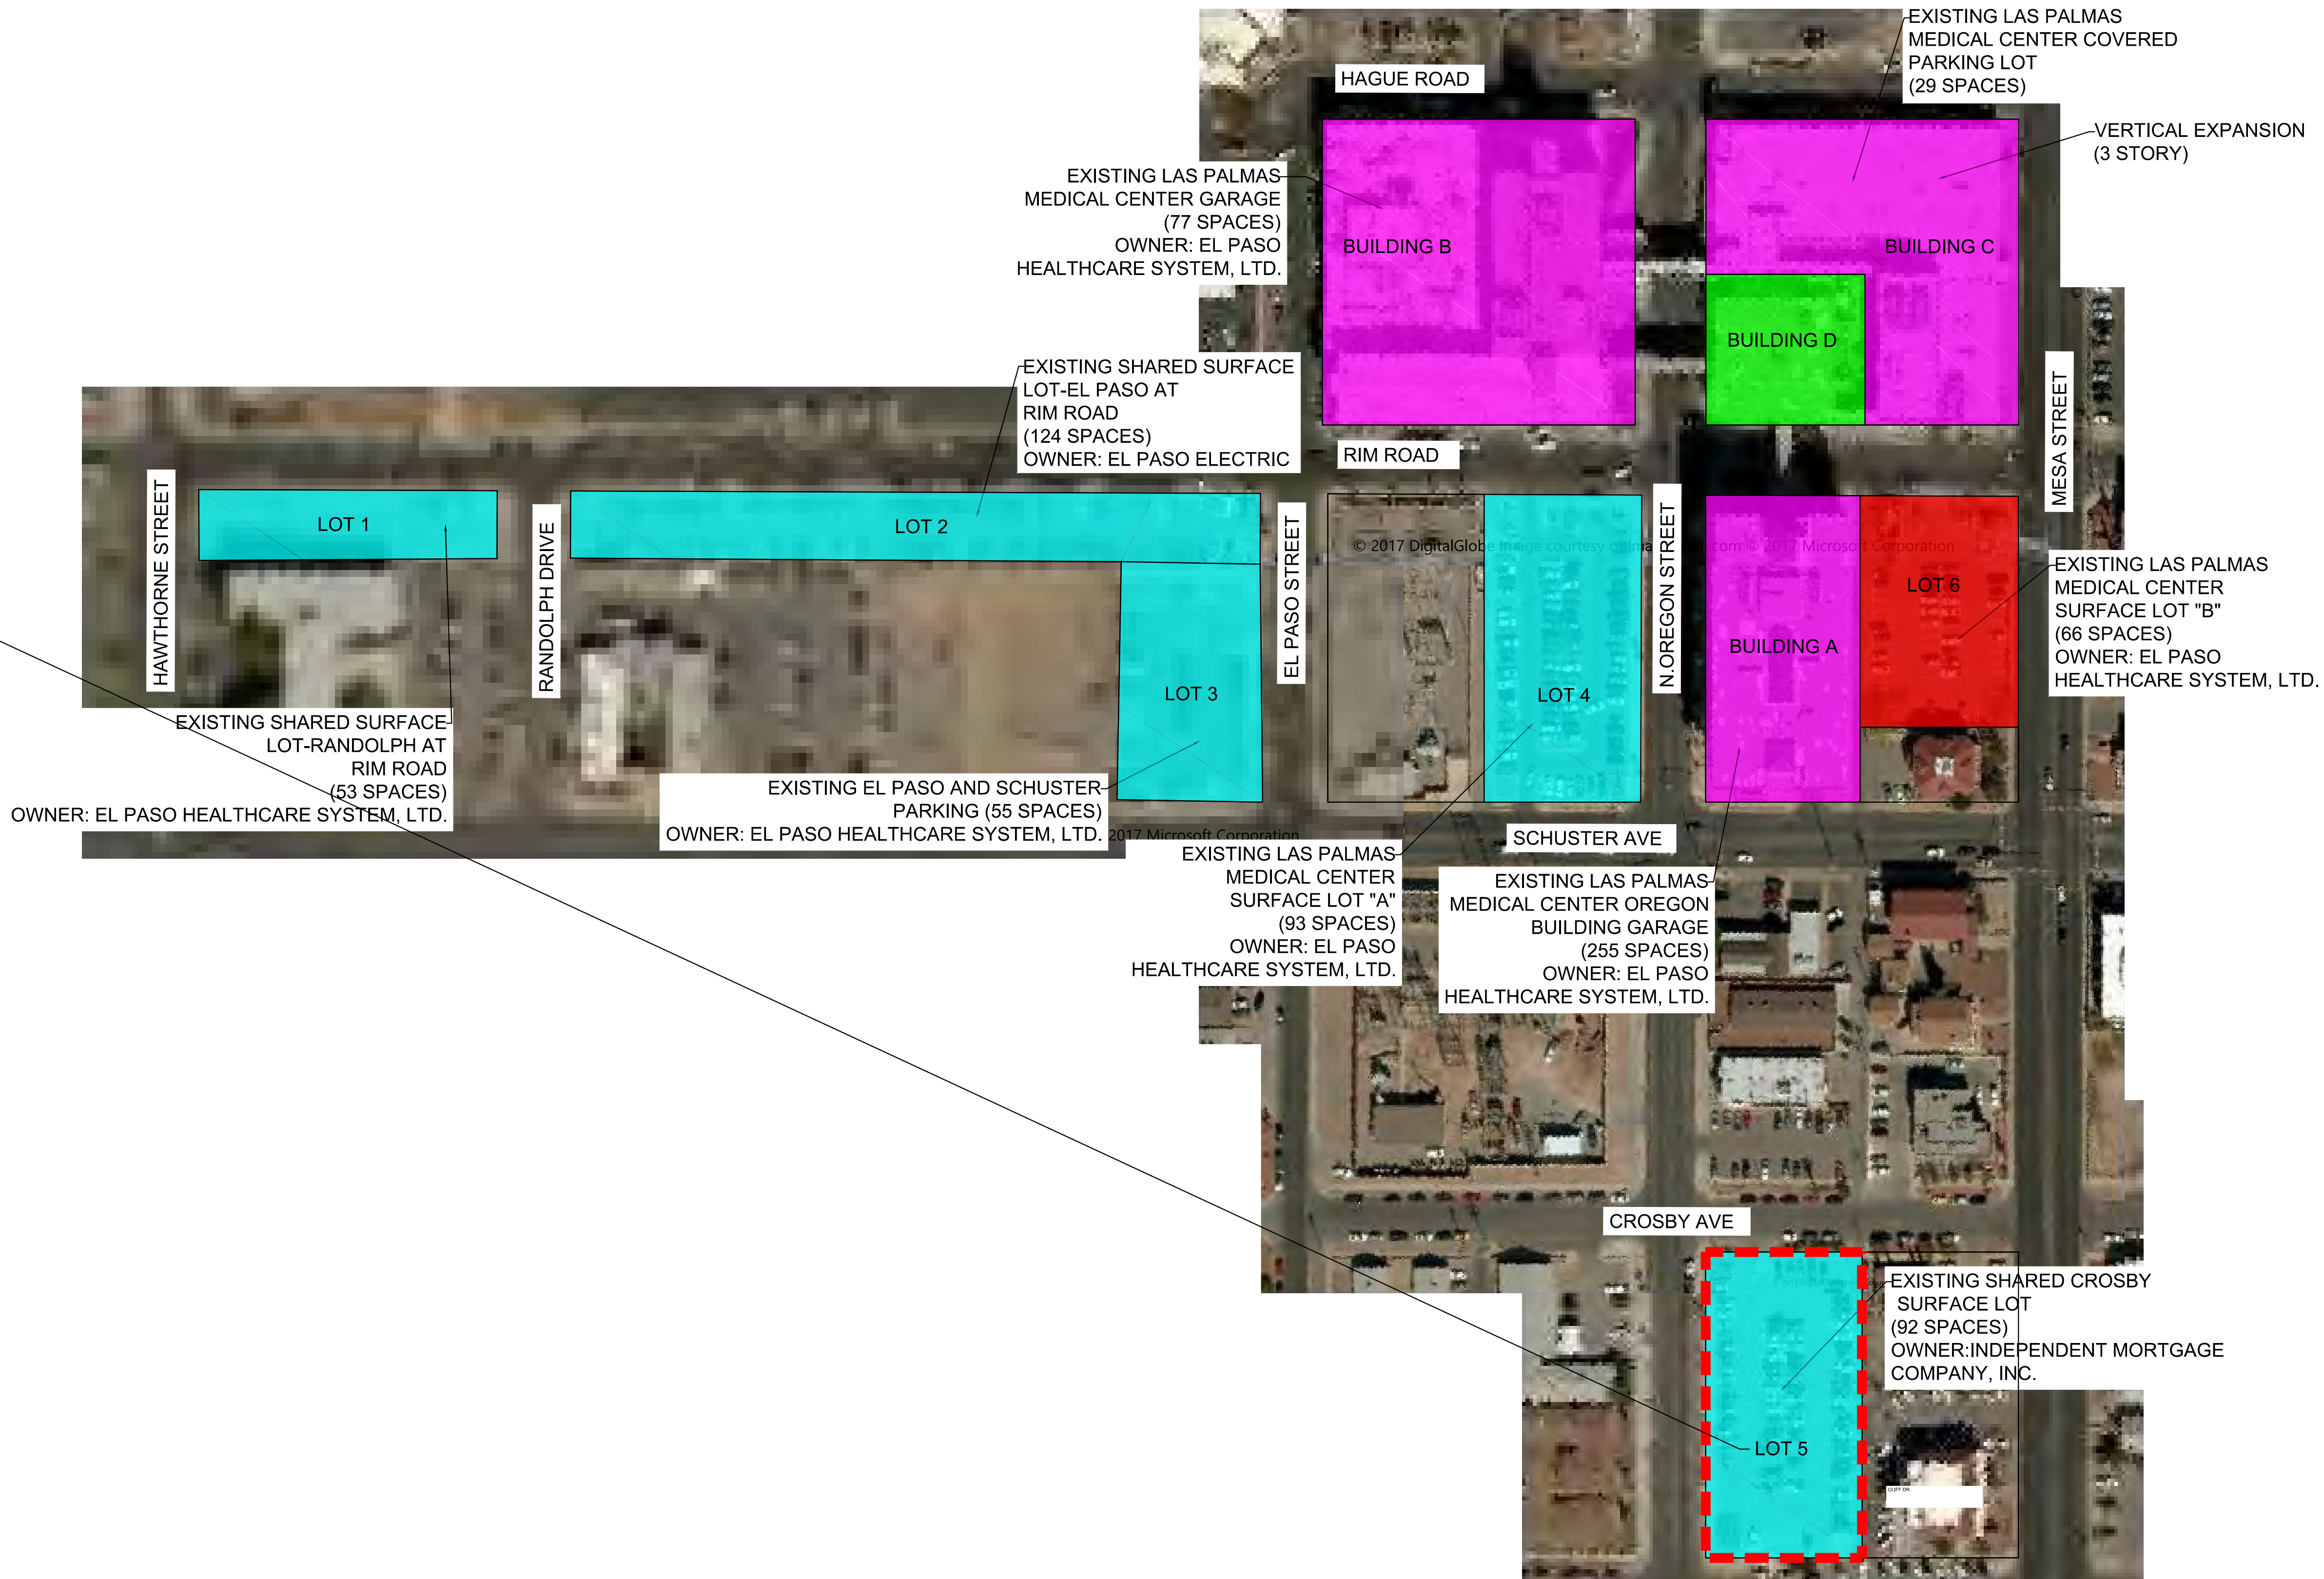 EXISTING LAS PALMAS
MEDICAL CENTER COVERED
PARKING LOT
(29 SPACES)
HAGUE ROAD
VERTICAL EXPANSION
(3 STORY)
EXISTING LAS PALMAS
MEDICAL CENTER GARAGE
(77 SPACES)
OWNER: EL PASO
HEALTHCARE SYSTEM, LTD.
BUILDING B
BUILDING C
BUILDING D
EXISTING SHARED SURFACE
LOT-EL PASO AT
RIM ROAD
(124 SPACES)
OWNER: EL PASO ELECTRIC
RIM ROAD
MESA STREET
HAWTHORNE STREET
LOT 1
RANDOLPH DRIVE
LOT 2
EL PASO STREET
N.OREGON STREET
© 2017 DigitalGlobe Image courtesy of
.com © 2017 Microsoft Corporation
LOT 6
EXISTING LAS PALMAS
MEDICAL CENTER
SURFACE LOT "B"
(66 SPACES)
OWNER: EL PASO
HEALTHCARE SYSTEM, LTD.
BUILDING A
LOT 3
LOT 4
EXISTING SHARED SURFACE
LOT-RANDOLPH AT
RIM ROAD
(53 SPACES)
OWNER: EL PASO HEALTHCARE SYSTEM, LTD.
EXISTING EL PASO AND SCHUSTER
PARKING (55 SPACES)
OWNER: EL PASO HEALTHCARE SYSTEM, LTD.
2017 Microsoft Corporation
SCHUSTER AVE
EXISTING LAS PALMAS
MEDICAL CENTER
SURFACE LOT "A"
(93 SPACES)
OWNER: EL PASO
HEALTHCARE SYSTEM, LTD.
EXISTING LAS PALMAS
MEDICAL CENTER OREGON
BUILDING GARAGE
(255 SPACES)
OWNER: EL PASO
HEALTHCARE SYSTEM, LTD.
CROSBY AVE
EXISTING SHARED CROSBY
SURFACE LOT
(92 SPACES)
OWNER:INDEPENDENT MORTGAGE
COMPANY, INC.
LOT 5
CLIFF DR.